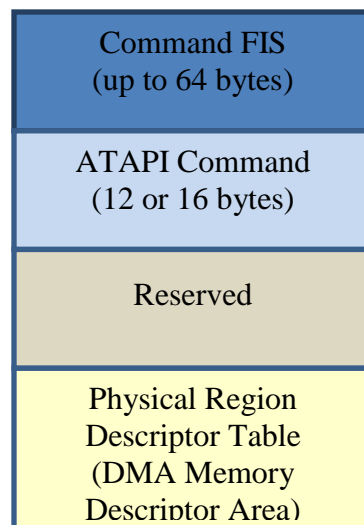 Command FIS
(up to 64 bytes)
ATAPI Command
(12 or 16 bytes)
Reserved
Physical Region
Descriptor Table
(DMA Memory
Descriptor Area)